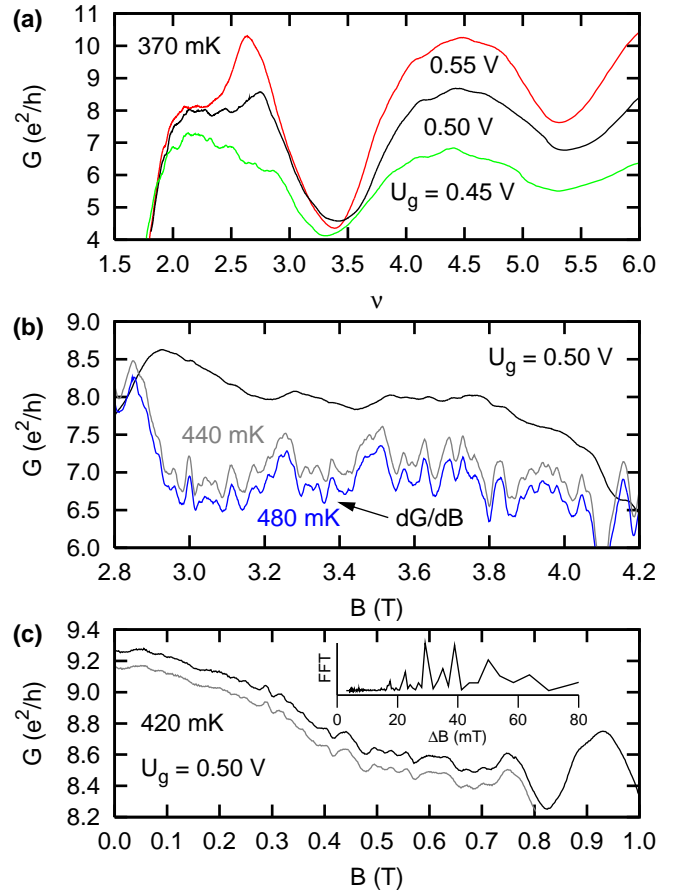 (a)
11
10
9
8
7
6
5
4
G (e²/h)
370 mK
0.55 V
0.50 V
U_g = 0.45 V
1.5 2.0 2.5 3.0 3.5 4.0 4.5 5.0 5.5 6.0
ν
(b)
9.0
8.5
8.0
7.5
7.0
6.5
6.0
G (e²/h)
U_g = 0.50 V
440 mK
480 mK
dG/dB
2.8 3.0 3.2 3.4 3.6 3.8 4.0 4.2
B (T)
(c)
9.4
9.2
9.0
8.8
8.6
8.4
8.2
G (e²/h)
420 mK
U_g = 0.50 V
FFT
0 20 40 60 80
ΔB (mT)
0.0 0.1 0.2 0.3 0.4 0.5 0.6 0.7 0.8 0.9 1.0
B (T)